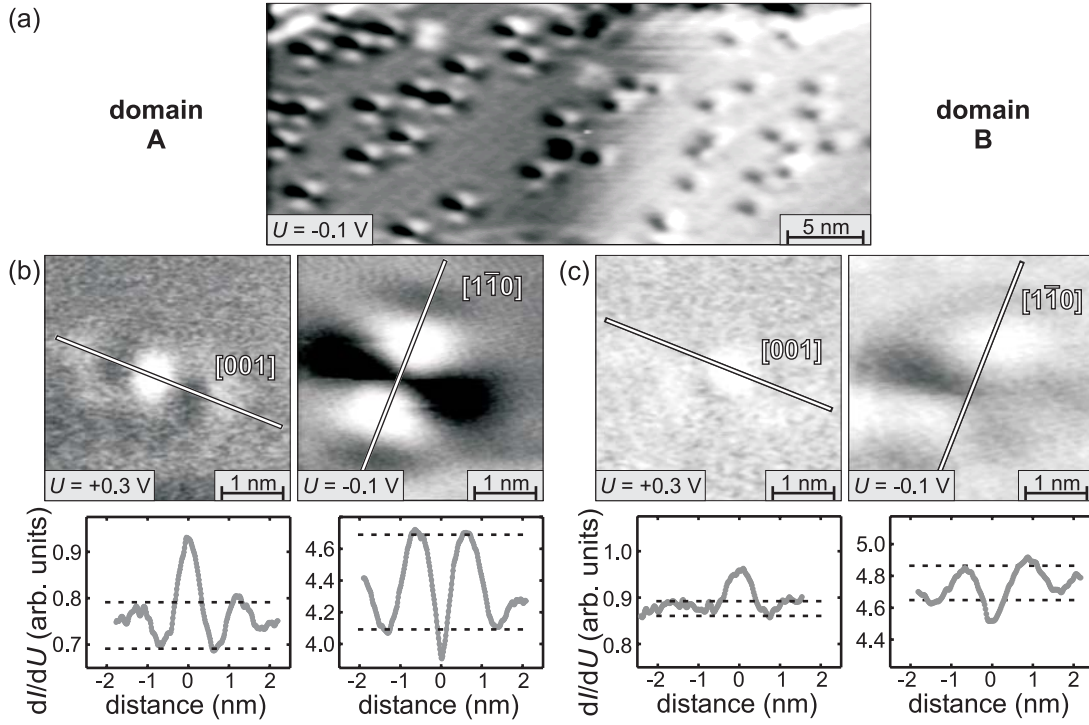 (a)
domain
A
domain
B
U = -0.1 V
5 nm
(b)
[001]
U = +0.3 V
1 nm
[11̅0]
U = -0.1 V
1 nm
(c)
[001]
U = +0.3 V
1 nm
[11̅0]
U = -0.1 V
1 nm
dI/dU (arb. units)
0.9
0.8
0.7
-2 -1 0 1 2
distance (nm)
4.6
4.4
4.2
4.0
-2 -1 0 1 2
distance (nm)
dI/dU (arb. units)
1.0
0.9
0.8
-2 -1 0 1 2
distance (nm)
5.0
4.8
4.6
4.4
-2 -1 0 1 2
distance (nm)